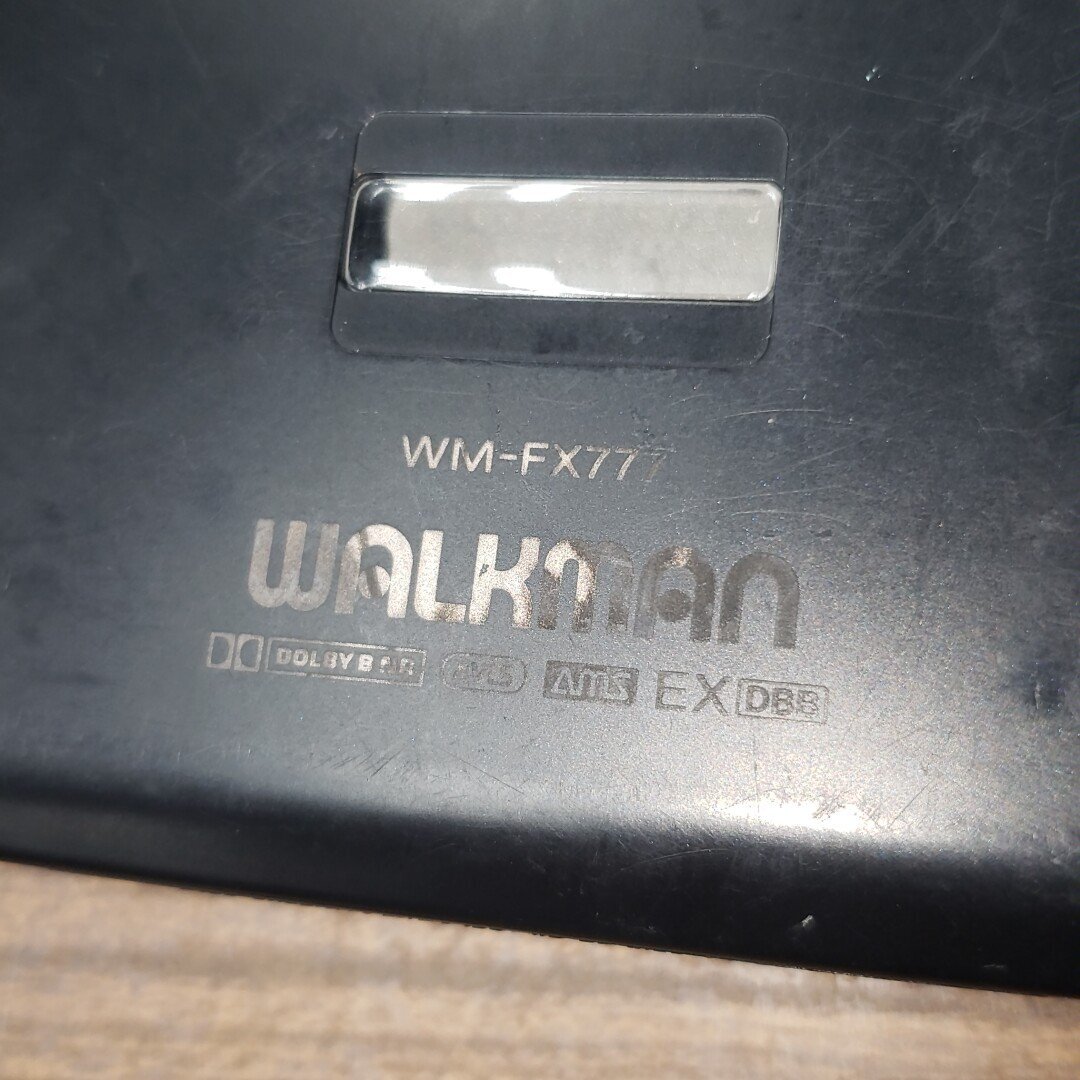 WM-FX777
WALKMAN
DOLBY B NR AMS EX DBB